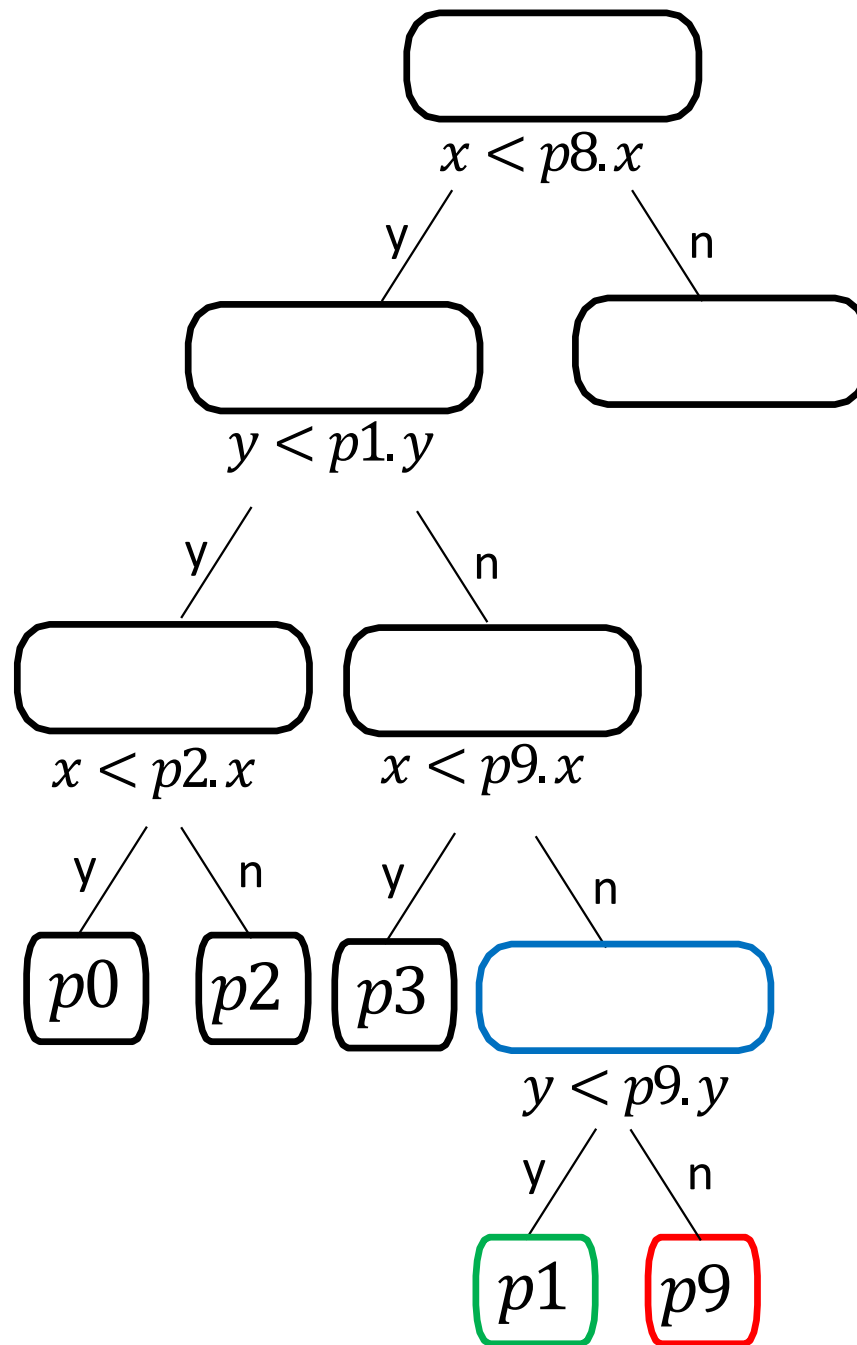 x < p8.x
y n
y < p1.y
y n
x < p2.x x < p9.x
y n y n
p0 p2 p3
y < p9.y
y n
p1 p9